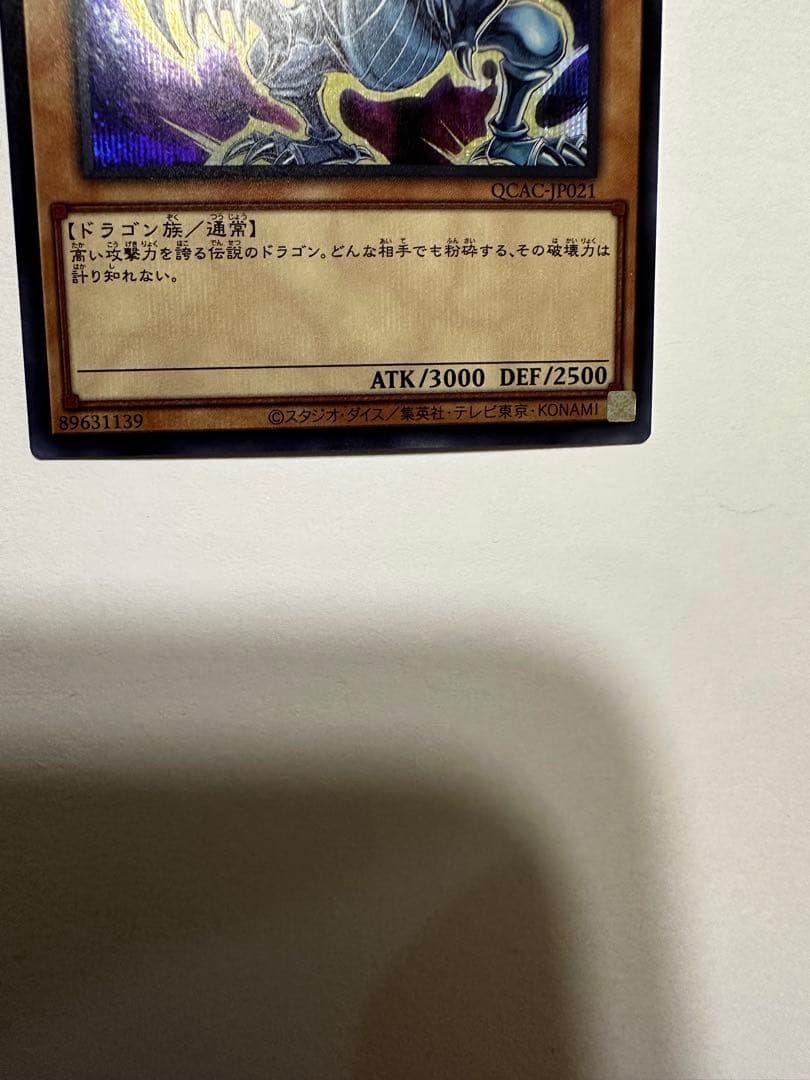 QCAC-JP021
【ドラゴン族／通常】
高い攻撃力を誇る伝説のドラゴン。どんな相手でも粉砕する、その破壊力は
計り知れない。
ATK/3000 DEF/2500
89631139 ©スタジオ・ダイス／集英社・テレビ東京・KONAMI